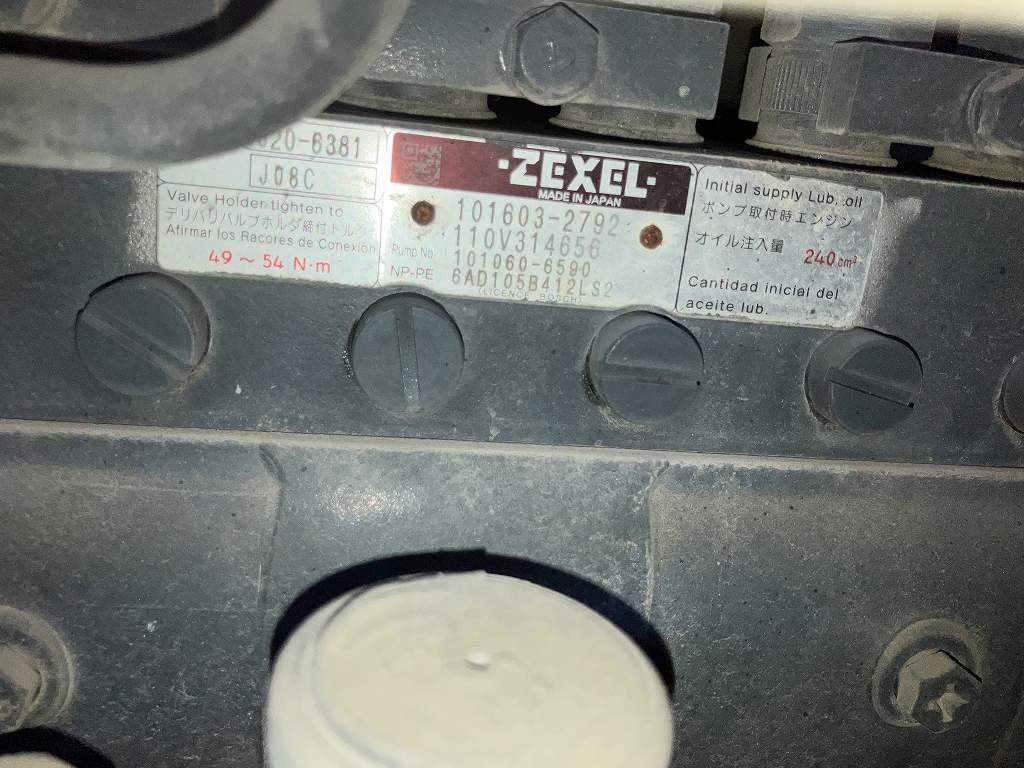 20-6381
J08C
Valve Holder tighten to
デリバリバルブホルダ締付トルク
Afirmar los Racores de Conexión
49 ~ 54 N·m
·ZEXEL·
MADE IN JAPAN
101603-2792
110V314656
Pump No. 101060-6590
NP-PE 6AD105B412LS2
(LICENCE BOSCH)
Initial supply Lub. oil
ポンプ取付時エンジン
オイル注入量 240cm³
Cantidad inicial del
aceite lub.